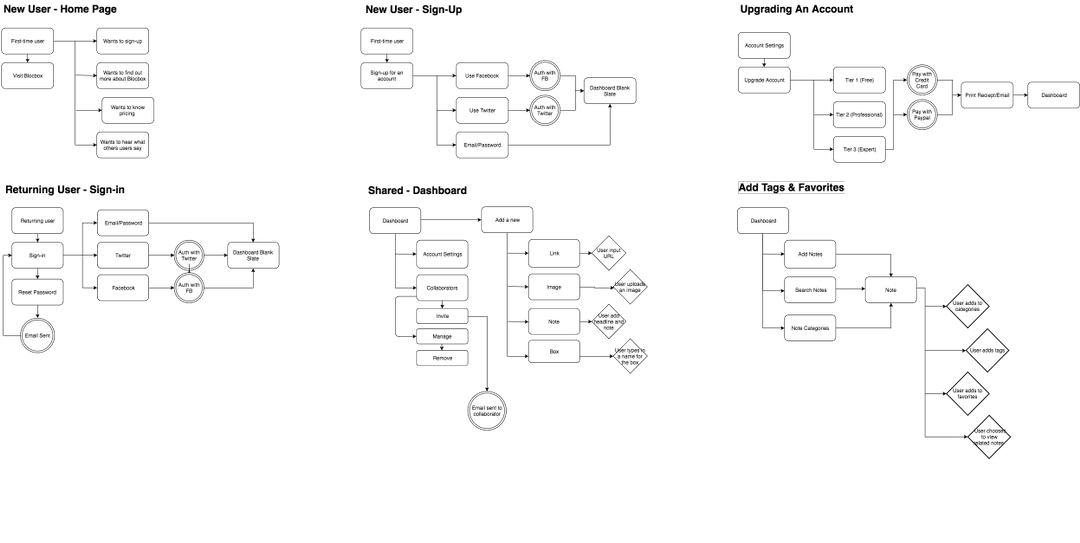 New User - Home Page
First-time user
Visit Blocbox
Wants to sign-up
Wants to find out
more about Blocbox
Wants to know
pricing
Wants to hear what
others users say
New User - Sign-Up
First-time user
Sign-up for an
account
Use Facebook
Use Twitter
Email/Password
Auth with
FB
Auth with
Twitter
Dashboard Blank
Slate
Upgrading An Account
Account Settings
Upgrade Account
Tier 1 (Free)
Tier 2 (Professional)
Tier 3 (Expert)
Pay with
Credit
Card
Pay with
Paypal
Print Reciept/Email
Dashboard
Returning User - Sign-in
Returning user
Sign-in
Reset Password
Email Sent
Email/Password
Twitter
Facebook
Auth with
Twitter
Auth with
FB
Dashboard Blank
Slate
Shared - Dashboard
Dashboard
Account Settings
Collaborators
Invite
Manage
Remove
Email sent to
collaborator
Add a new
Link
Image
Note
Box
User input
URL
User uploads
an image
User add
headline and
note
User types in
a name for
the box
Add Tags & Favorites
Dashboard
Add Notes
Search Notes
Note Categories
Note
User adds to
categories
User adds tags
User adds to
favorites
User chooses
to view
related notes